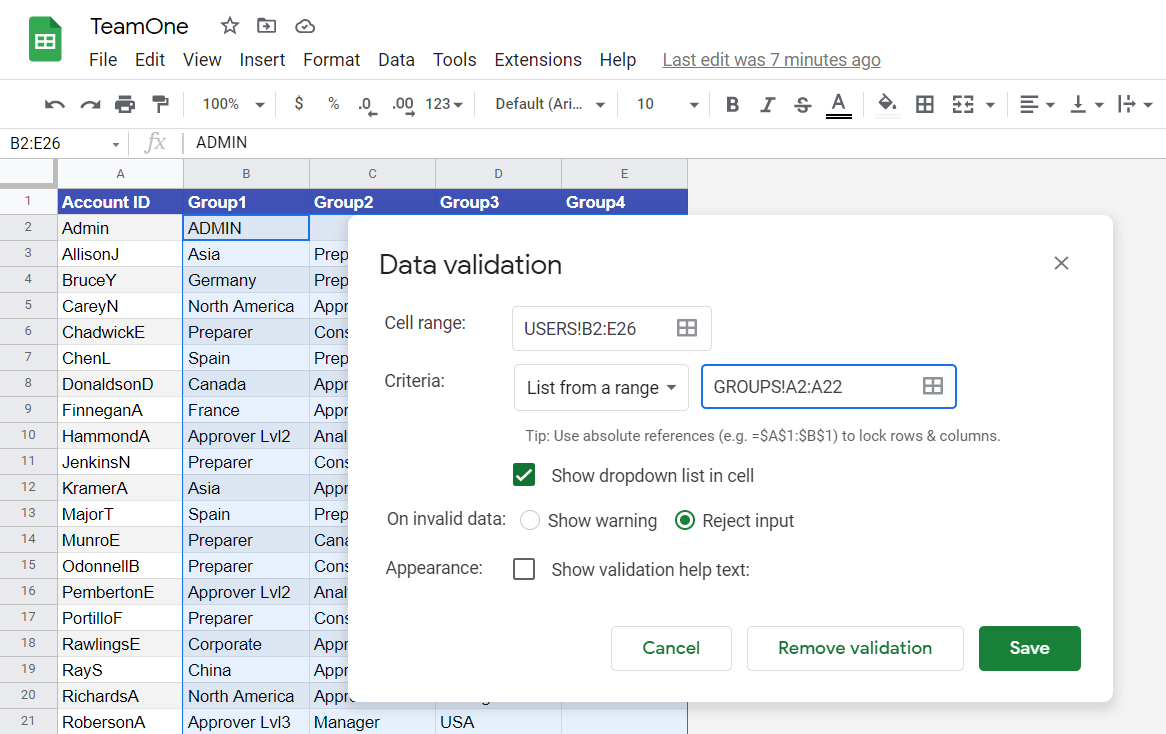 TeamOne
File Edit View Insert Format Data Tools Extensions Help Last edit was 7 minutes ago
100% $ % .0 .00 123 Default (Ari... 10 B I S A
B2:E26 fx ADMIN
A B C D E
1 Account ID Group1 Group2 Group3 Group4
2 Admin ADMIN
3 AllisonJ Asia Prep
4 BruceY Germany Prep
5 CareyN North America Appr
6 ChadwickE Preparer Cons
7 ChenL Spain Prep
8 DonaldsonD Canada Appr
9 FinneganA France Appr
10 HammondA Approver Lvl2 Anal
11 JenkinsN Preparer Cons
12 KramerA Asia Appr
13 MajorT Spain Prep
14 MunroE Preparer Cana
15 OdonnellB Preparer Cons
16 PembertonE Approver Lvl2 Anal
17 PortilloF Preparer Cons
18 RawlingsE Corporate Appr
19 RayS China Appr
20 RichardsA North America Appr
21 RobersonA Approver Lvl3 Manager USA
Data validation
Cell range: USERS!B2:E26
Criteria: List from a range GROUPS!A2:A22
Tip: Use absolute references (e.g. =$A$1:$B$1) to lock rows & columns.
Show dropdown list in cell
On invalid data: Show warning Reject input
Appearance: Show validation help text:
Cancel Remove validation Save